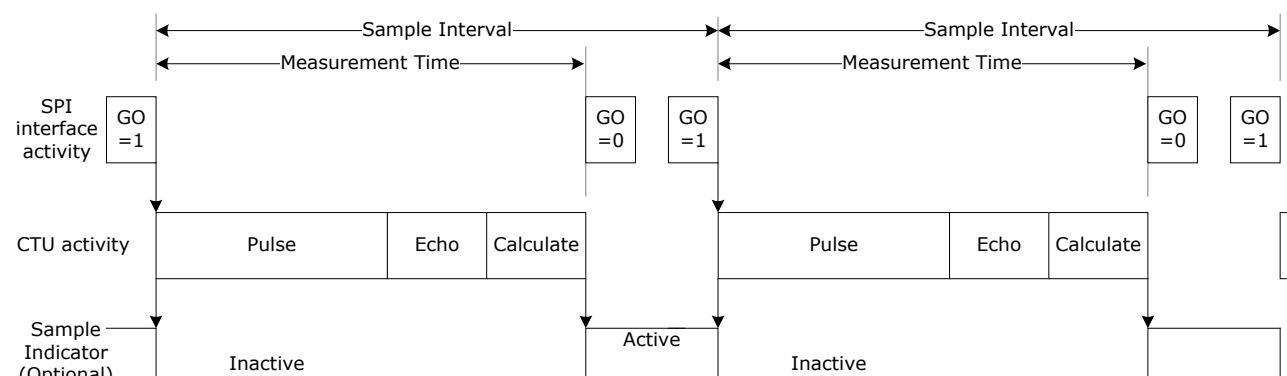 Sample Interval
Sample Interval
Measurement Time
Measurement Time
SPI
interface
activity
GO
=1
GO
=0
GO
=1
GO
=0
GO
=1
CTU activity
Pulse
Echo
Calculate
Pulse
Echo
Calculate
Sample
Indicator
(Optional)
Inactive
Active
Inactive